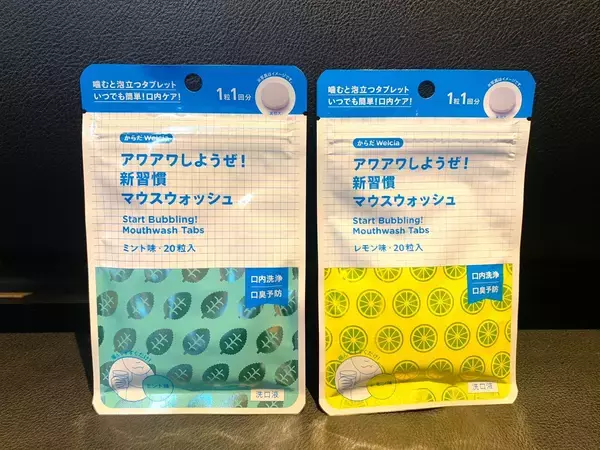 噛むと泡立つタブレット
いつでも簡単!口内ケア!
1粒1回分
からだWelcia
アワアワしようぜ!
新習慣
マウスウォッシュ
Start Bubbling!
Mouthwash Tabs
ミント味・20粒入
口内洗浄
口臭予防
ミント味
洗口液
噛むと泡立つタブレット
いつでも簡単!口内ケア!
1粒1回分
からだWelcia
アワアワしようぜ!
新習慣
マウスウォッシュ
Start Bubbling!
Mouthwash Tabs
レモン味・20粒入
口内洗浄
口臭予防
レモン味
洗口液